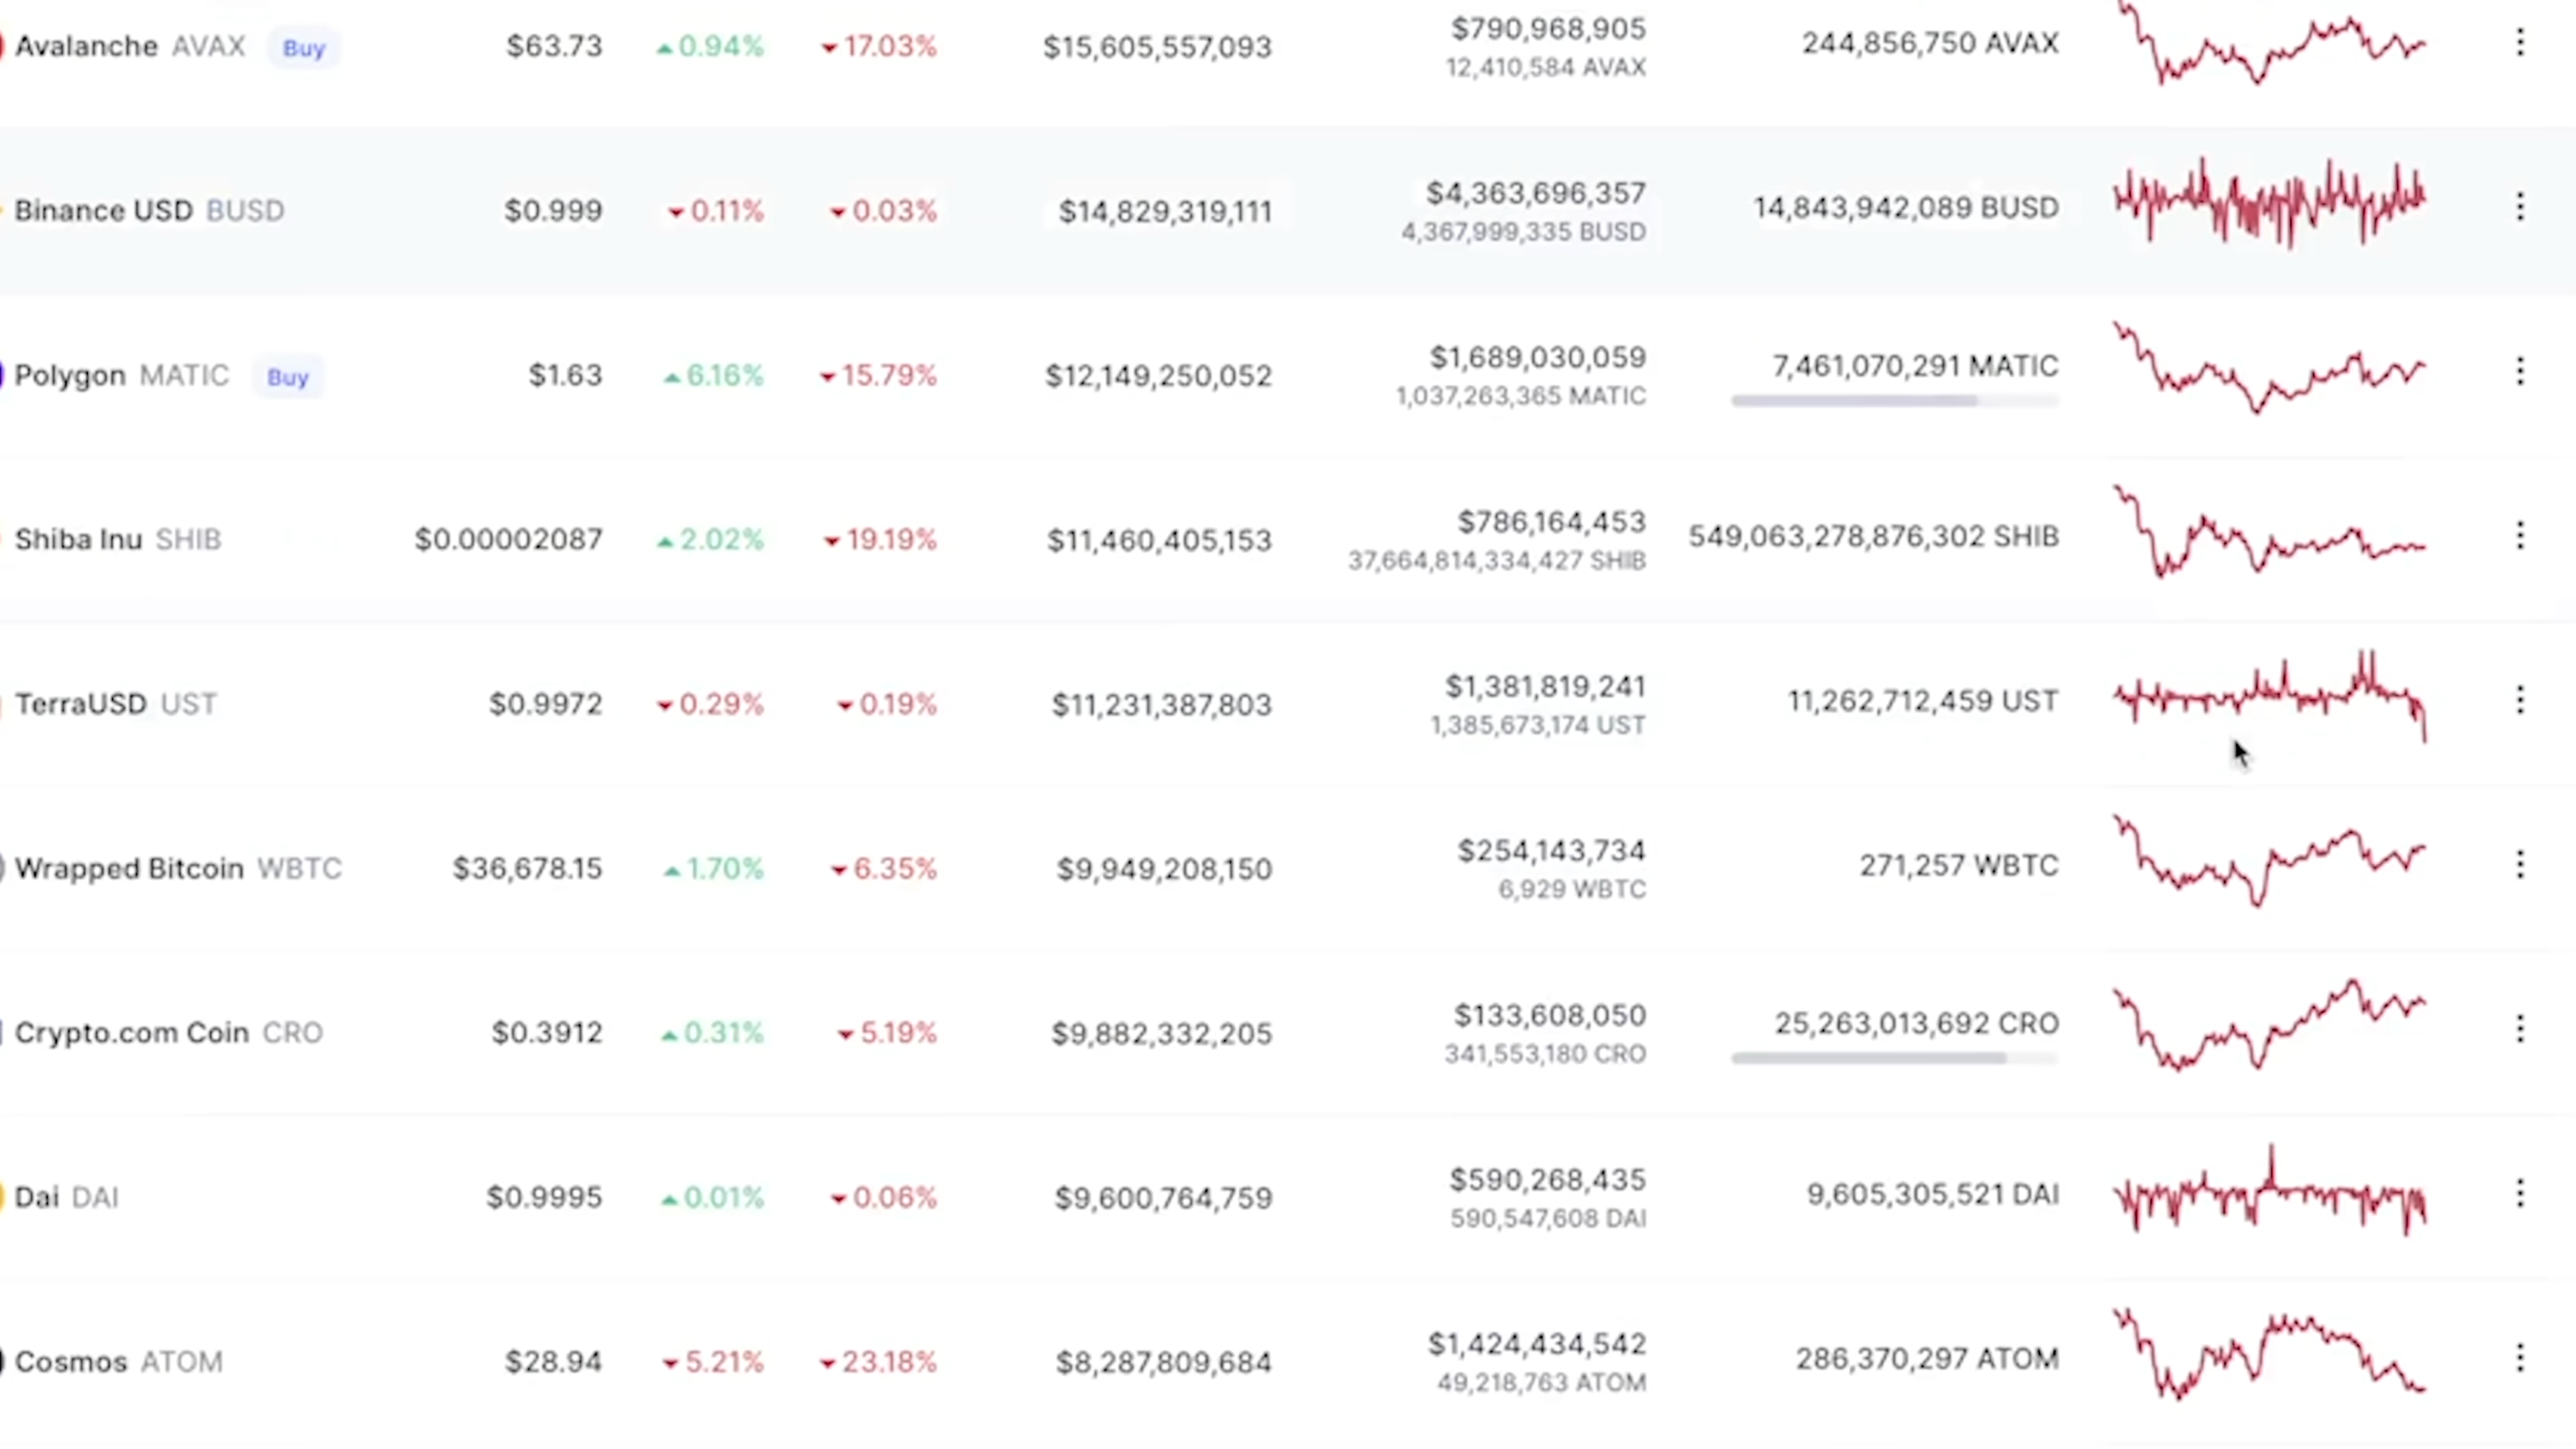 Avalanche AVAX Buy $63.73 0.94% 17.03% $15,605,557,093 $790,968,905 244,856,750 AVAX
12,410,584 AVAX
Binance USD BUSD $0.999 0.11% 0.03% $14,829,319,111 $4,363,696,357 14,843,942,089 BUSD
4,367,999,335 BUSD
Polygon MATIC Buy $1.63 6.16% 15.79% $12,149,250,052 $1,689,030,059 7,461,070,291 MATIC
1,037,263,365 MATIC
Shiba Inu SHIB $0.00002087 2.02% 19.19% $11,460,405,153 $786,164,453 549,063,278,876,302 SHIB
37,664,814,334,427 SHIB
TerraUSD UST $0.9972 0.29% 0.19% $11,231,387,803 $1,381,819,241 11,262,712,459 UST
1,385,673,174 UST
Wrapped Bitcoin WBTC $36,678.15 1.70% 6.35% $9,949,208,150 $254,143,734 271,257 WBTC
6,929 WBTC
Crypto.com Coin CRO $0.3912 0.31% 5.19% $9,882,332,205 $133,608,050 25,263,013,692 CRO
341,553,180 CRO
Dai DAI $0.9995 0.01% 0.06% $9,600,764,759 $590,268,435 9,605,305,521 DAI
590,547,608 DAI
Cosmos ATOM $28.94 5.21% 23.18% $8,287,809,684 $1,424,434,542 286,370,297 ATOM
49,218,763 ATOM